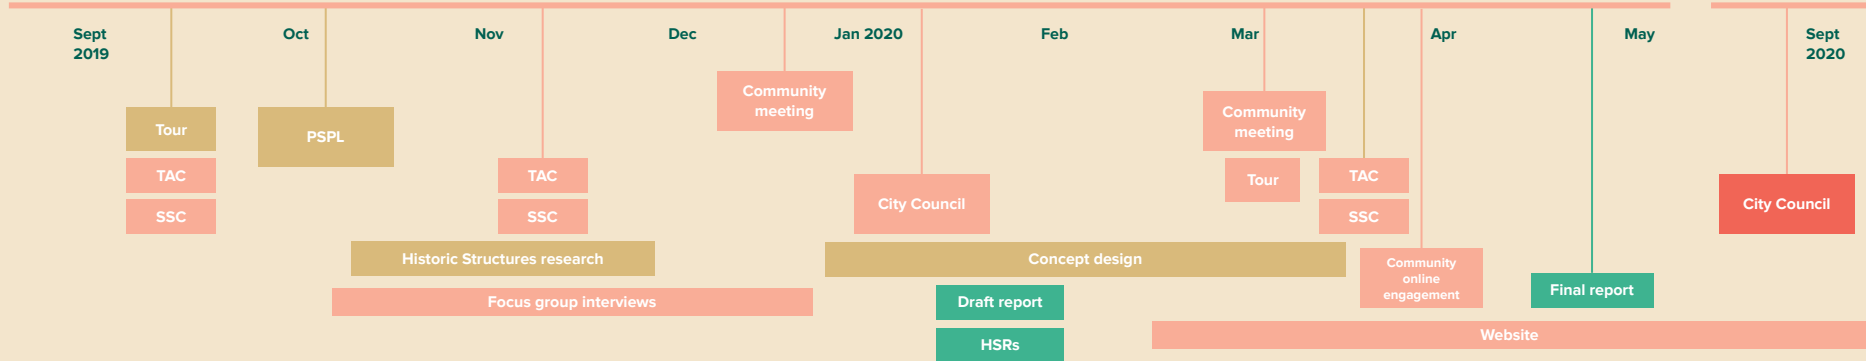 Sept
2019
Oct
Nov
Dec
Jan 2020
Feb
Mar
Apr
May
Sept
2020
Community
meeting
Community
meeting
Tour
PSPL
TAC
SSC
TAC
SSC
City Council
Tour
TAC
SSC
City Council
Historic Structures research
Concept design
Community
online
engagement
Focus group interviews
Draft report
Final report
HSRs
Website